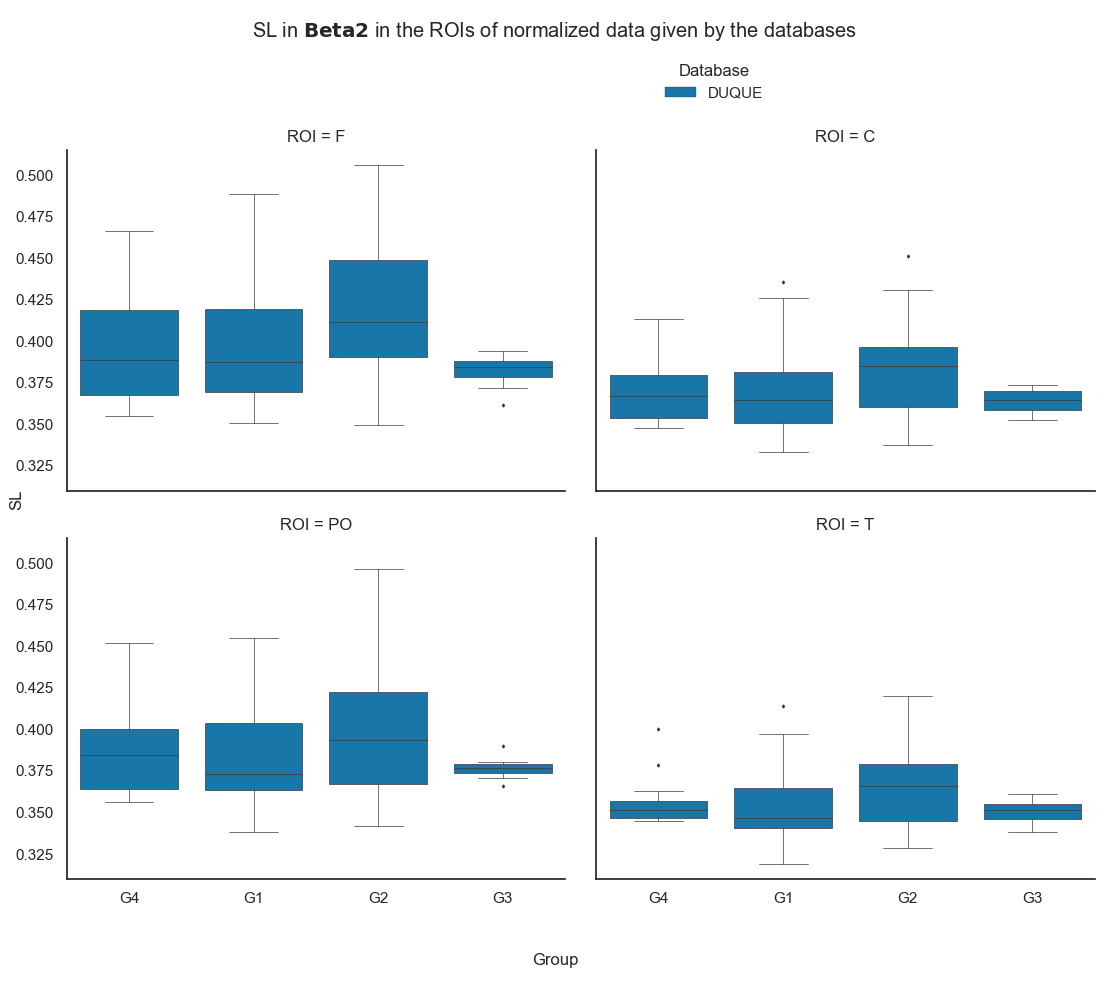 SL in Beta2 in the ROIs of normalized data given by the databases
Database
DUQUE
ROI = F
ROI = C
0.500
0.475
0.450
0.425
0.400
0.375
0.350
0.325
SL
ROI = PO
ROI = T
0.500
0.475
0.450
0.425
0.400
0.375
0.350
0.325
G4 G1 G2 G3 G4 G1 G2 G3
Group